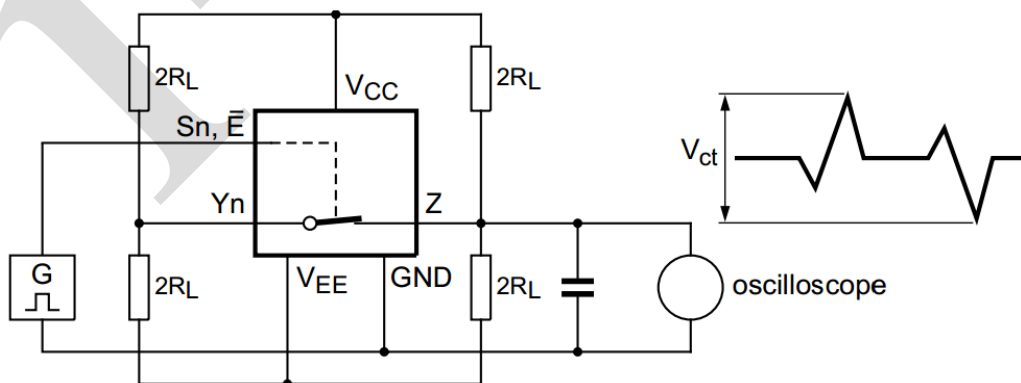 2RL
2RL
VCC
Sn, E̅
Vct
Yn
Z
G
2RL
VEE
GND
2RL
oscilloscope